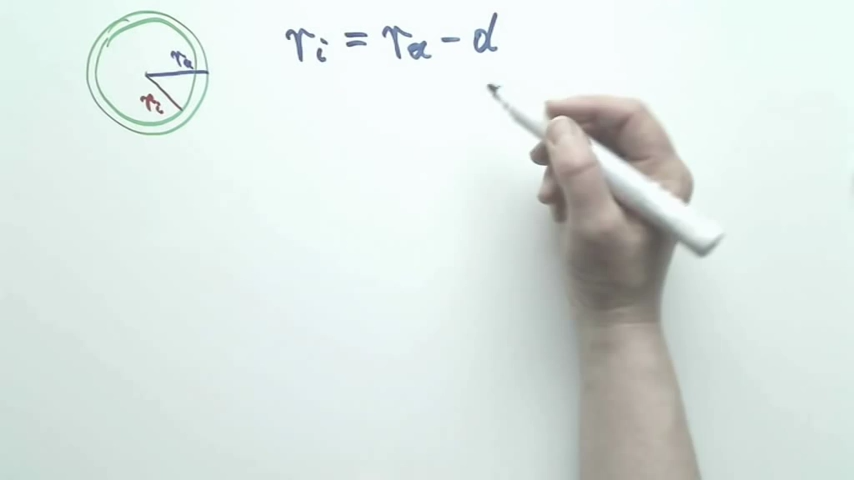 rₐ
rᵢ
rᵢ = rₐ - d